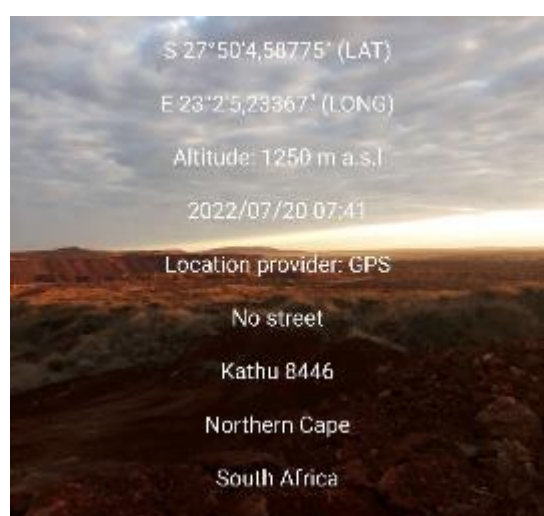 S 27°50'4,58775" (LAT)
E 23°2'5,23367" (LONG)
Altitude: 1250 m a.s.l
2022/07/20 07:41
Location provider: GPS
No street
Kathu 8446
Northern Cape
South Africa